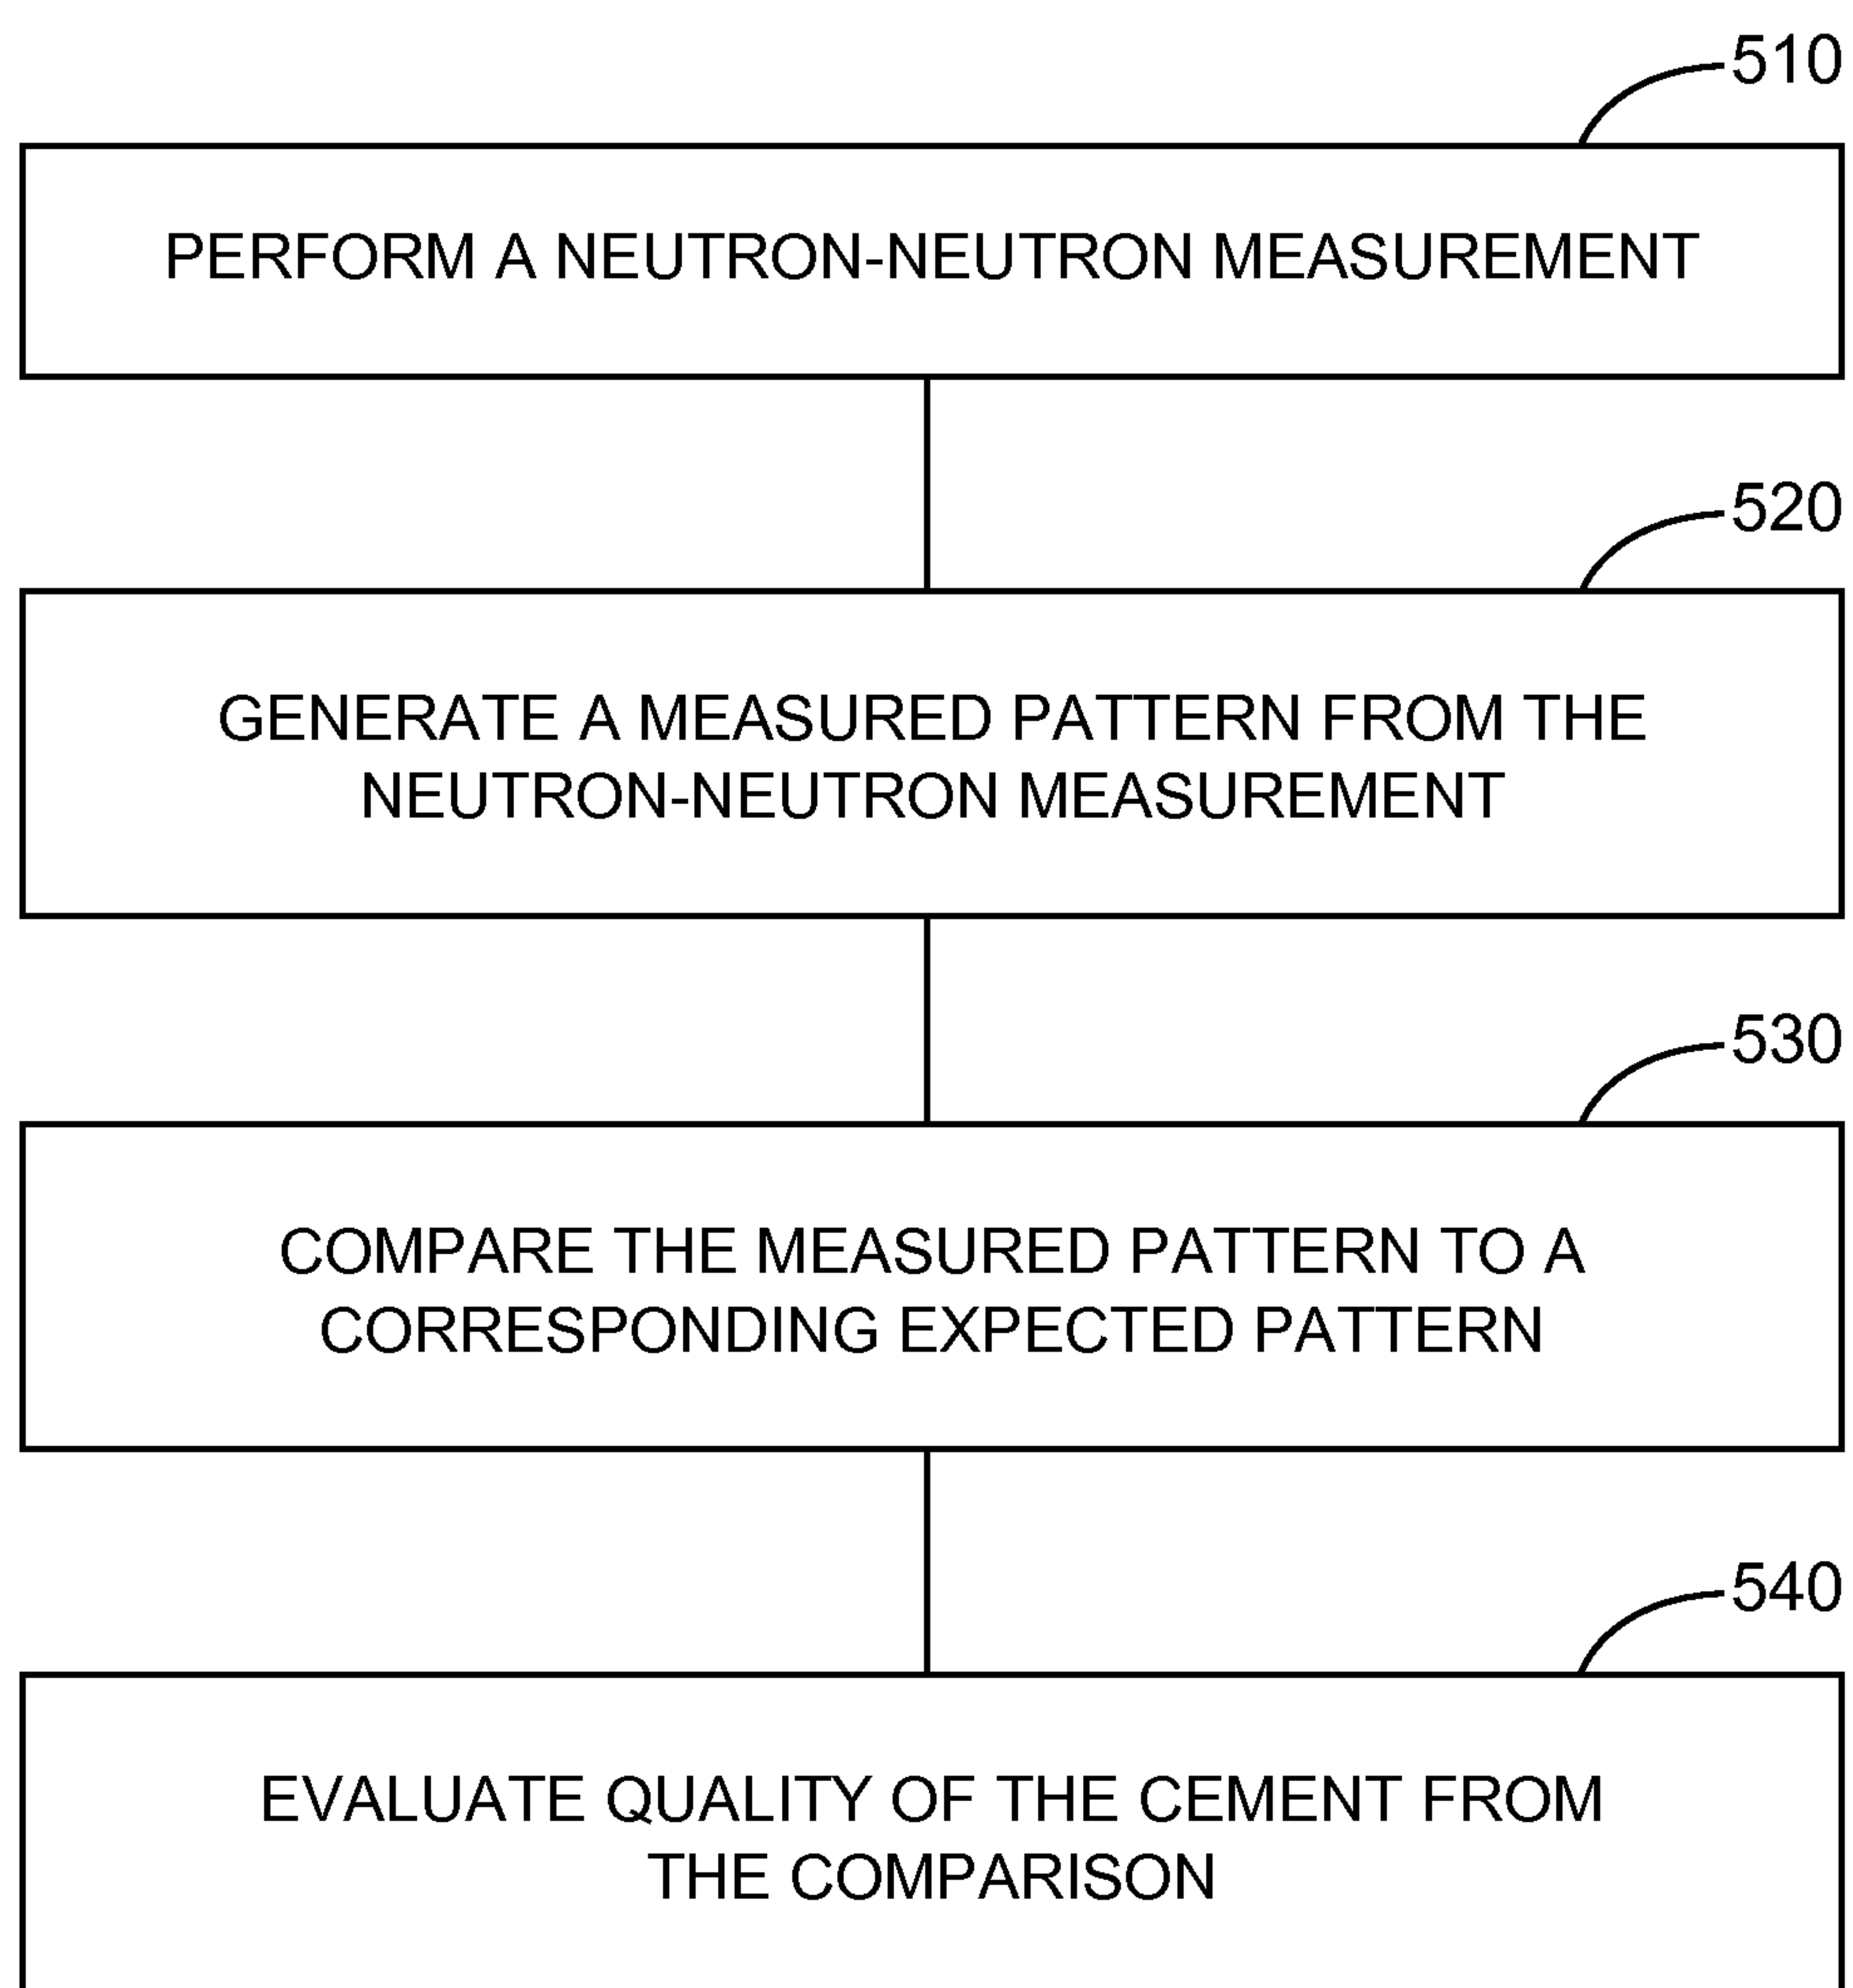 510
PERFORM A NEUTRON-NEUTRON MEASUREMENT
520
GENERATE A MEASURED PATTERN FROM THE
NEUTRON-NEUTRON MEASUREMENT
530
COMPARE THE MEASURED PATTERN TO A
CORRESPONDING EXPECTED PATTERN
540
EVALUATE QUALITY OF THE CEMENT FROM
THE COMPARISON